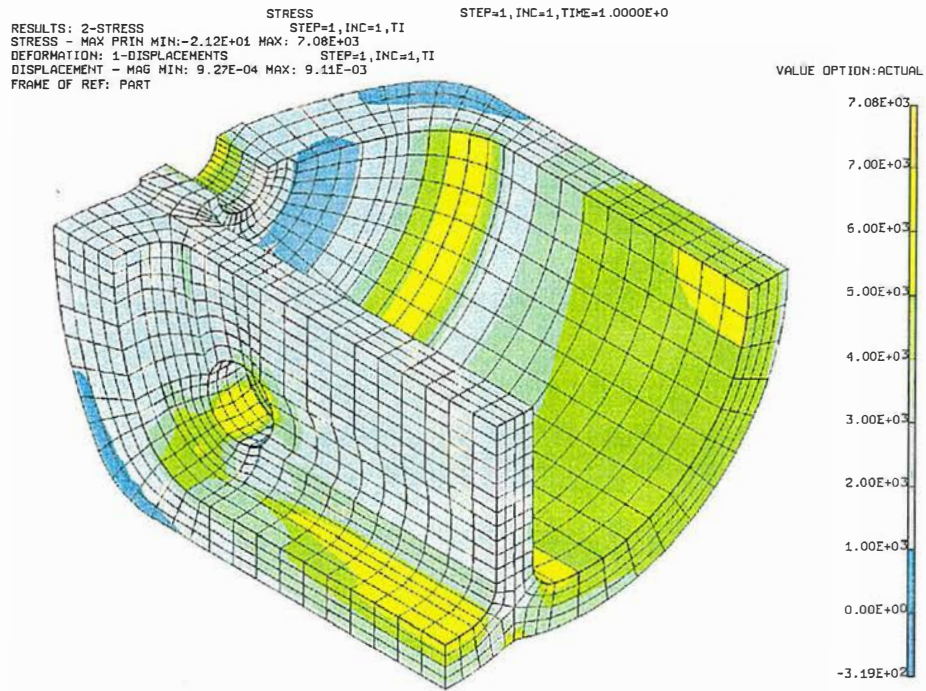 STRESS STEP=1,INC=1,TIME=1.0000E+0
RESULTS: 2-STRESS STEP=1,INC=1,TI
STRESS - MAX PRIN MIN:-2.12E+01 MAX: 7.08E+03
DEFORMATION: 1-DISPLACEMENTS STEP=1,INC=1,TI
DISPLACEMENT - MAG MIN: 9.27E-04 MAX: 9.11E-03
FRAME OF REF: PART
VALUE OPTION:ACTUAL
7.08E+03
7.00E+03
6.00E+03
5.00E+03
4.00E+03
3.00E+03
2.00E+03
1.00E+03
0.00E+00
-3.19E+02